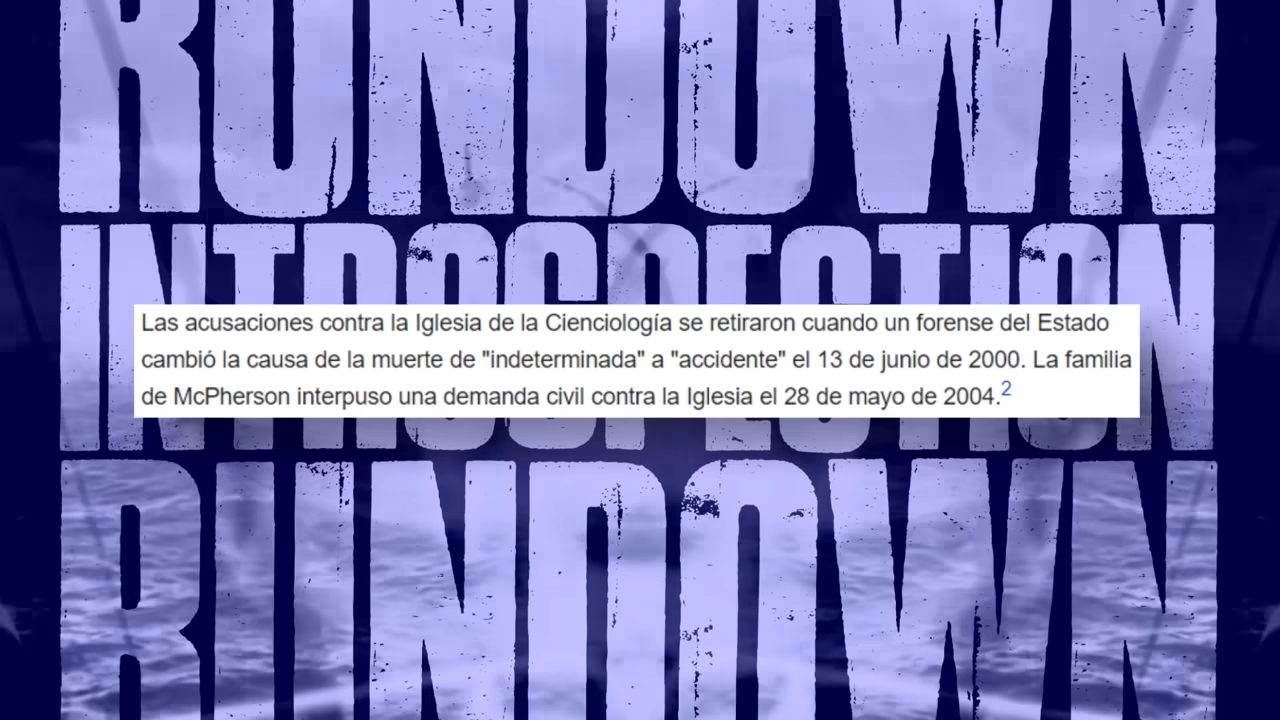 RUNDOWN
INTROSPECTION
Las acusaciones contra la Iglesia de la Cienciología se retiraron cuando un forense del Estado
cambió la causa de la muerte de "indeterminada" a "accidente" el 13 de junio de 2000. La familia
de McPherson interpuso una demanda civil contra la Iglesia el 28 de mayo de 2004.2
RUNDOWN